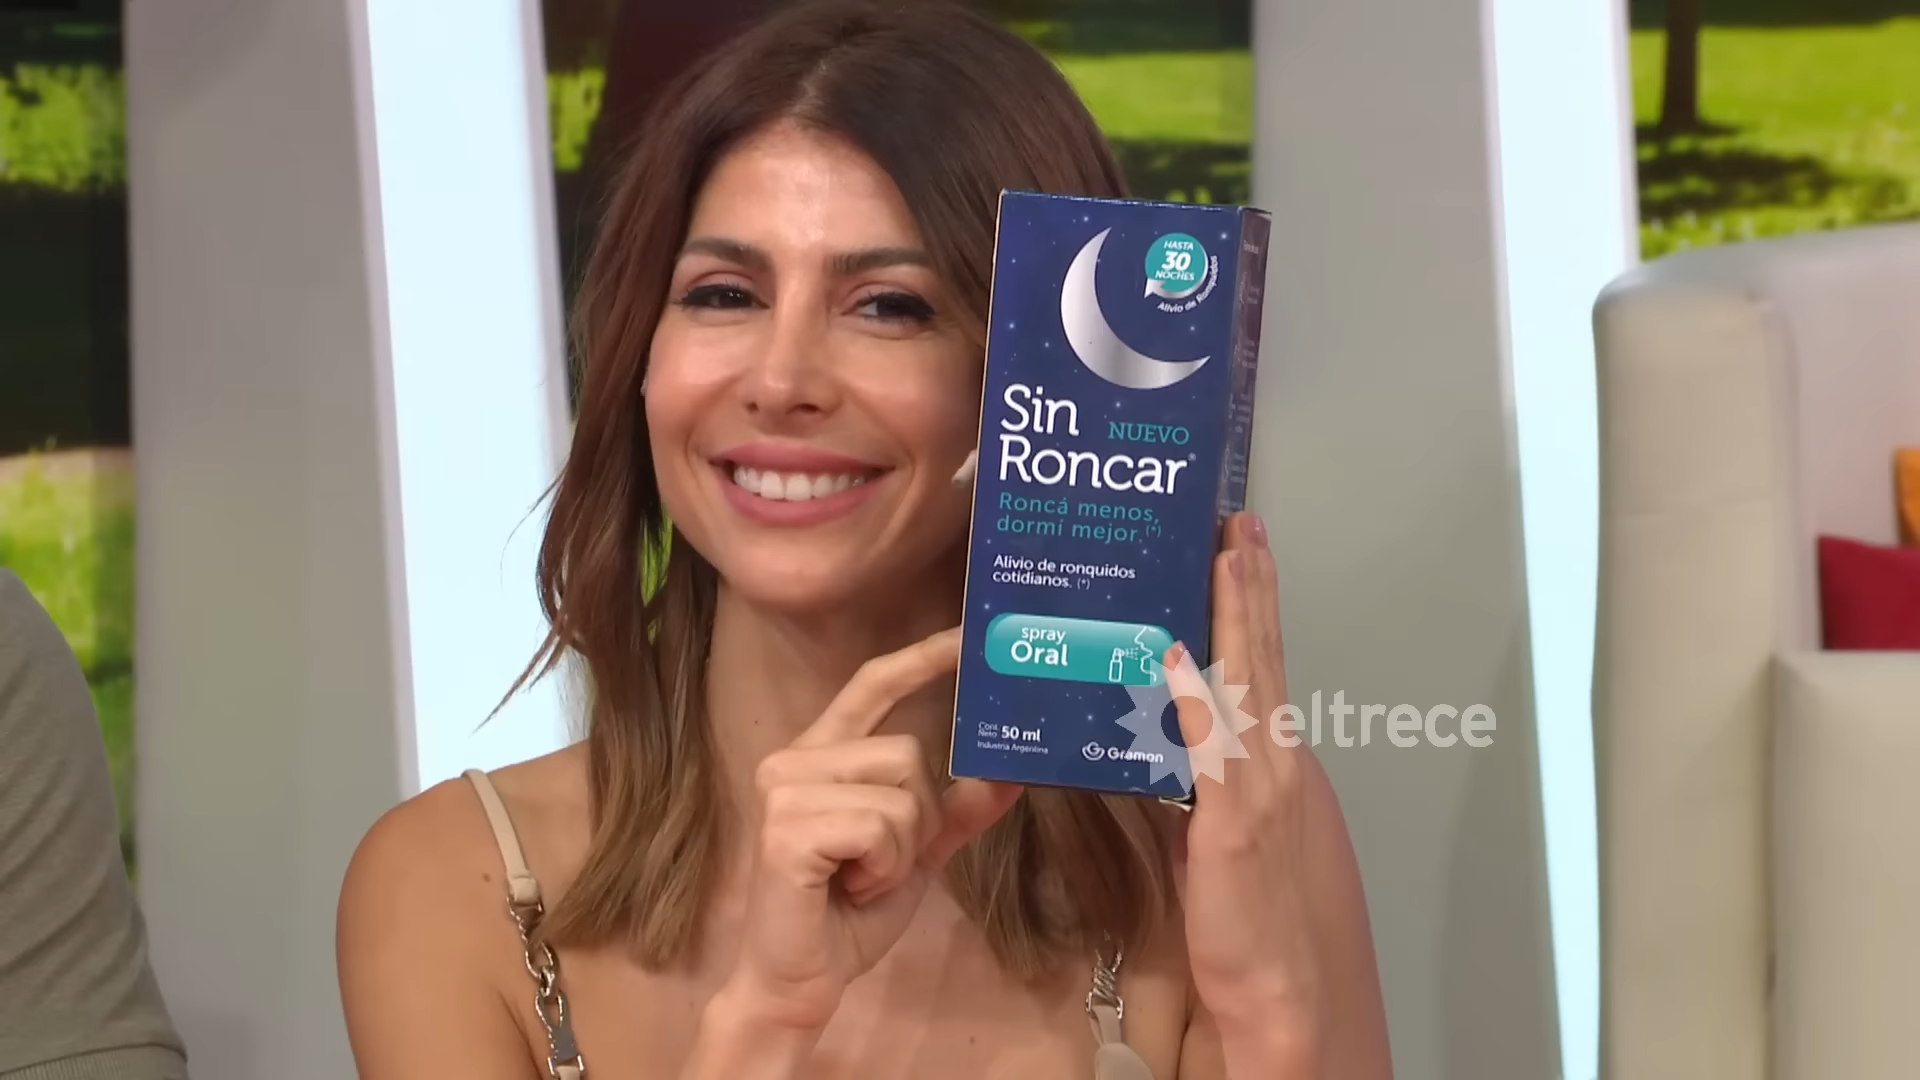 HASTA
30
NOCHES
Alivio de Ronquidos
Sin
NUEVO
Roncar
Roncá menos,
dormí mejor.(*)
Alivio de ronquidos
cotidianos. (*)
spray
Oral
Cont.
Neto 50 ml
Industria Argentina
Gramon
eltrece